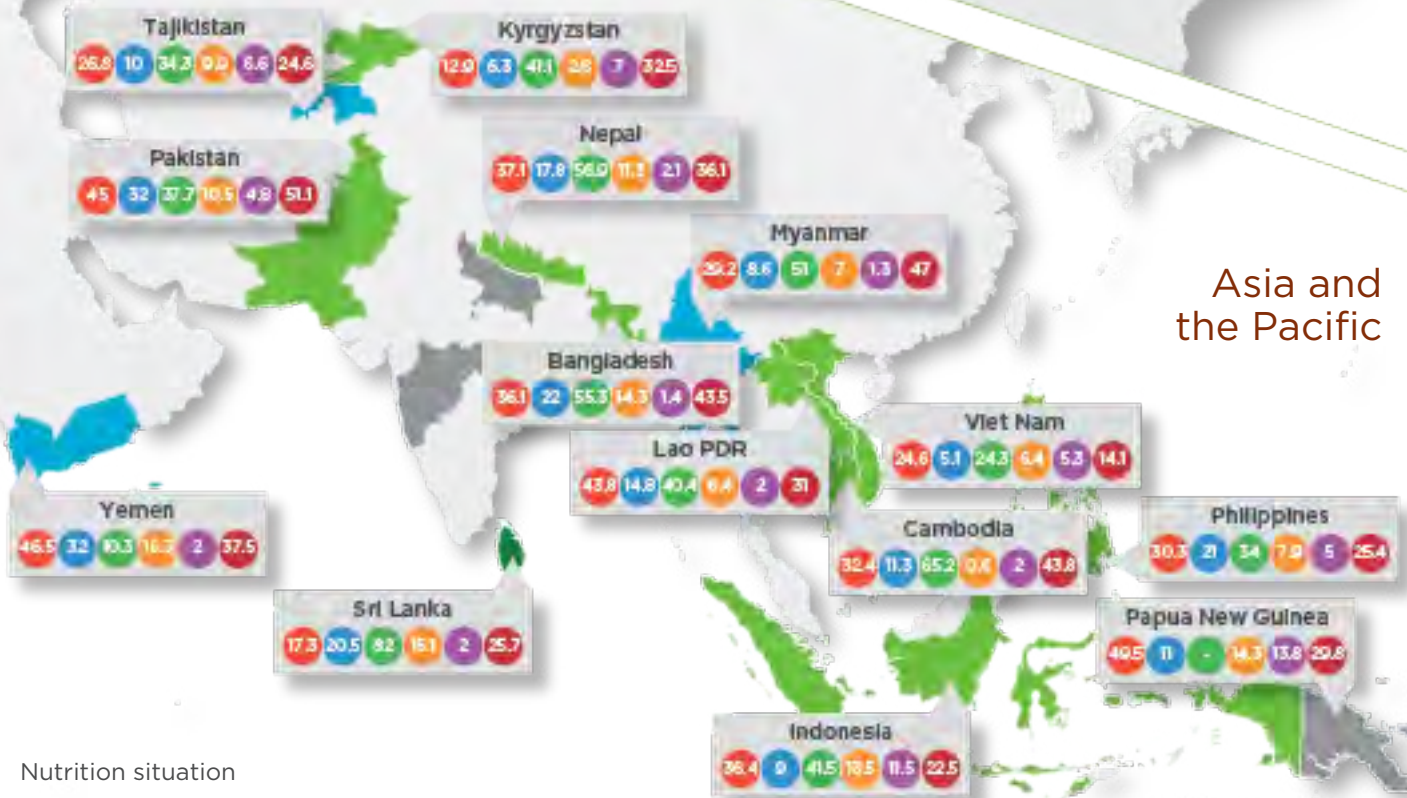 Tajikistan
26.8 10 34.3 9.9 6.6 24.6
Kyrgyzstan
12.9 6.3 41.1 2.8 7 32.5
Nepal
37.1 17.8 56.9 11.3 2.1 36.1
Pakistan
45 32 37.7 10.5 4.8 51.1
Myanmar
29.2 8.6 51 7 1.3 47
Asia and
the Pacific
Bangladesh
36.1 22 55.3 14.3 1.4 43.5
Viet Nam
24.6 5.1 24.3 6.4 5.3 14.1
Lao PDR
43.8 14.8 40.4 6.4 2 31
Yemen
46.5 32 10.3 2 37.5
Philippines
30.3 21 34 7.9 5 25.4
Cambodia
32.4 11.3 65.2 2 43.8
Sri Lanka
17.3 20.5 82 15.1 2 25.7
Papua New Guinea
49.5 11 - 14.3 13.8 29.8
Indonesia
36.4 9 41.5 13.5 11.5 22.5
Nutrition situation